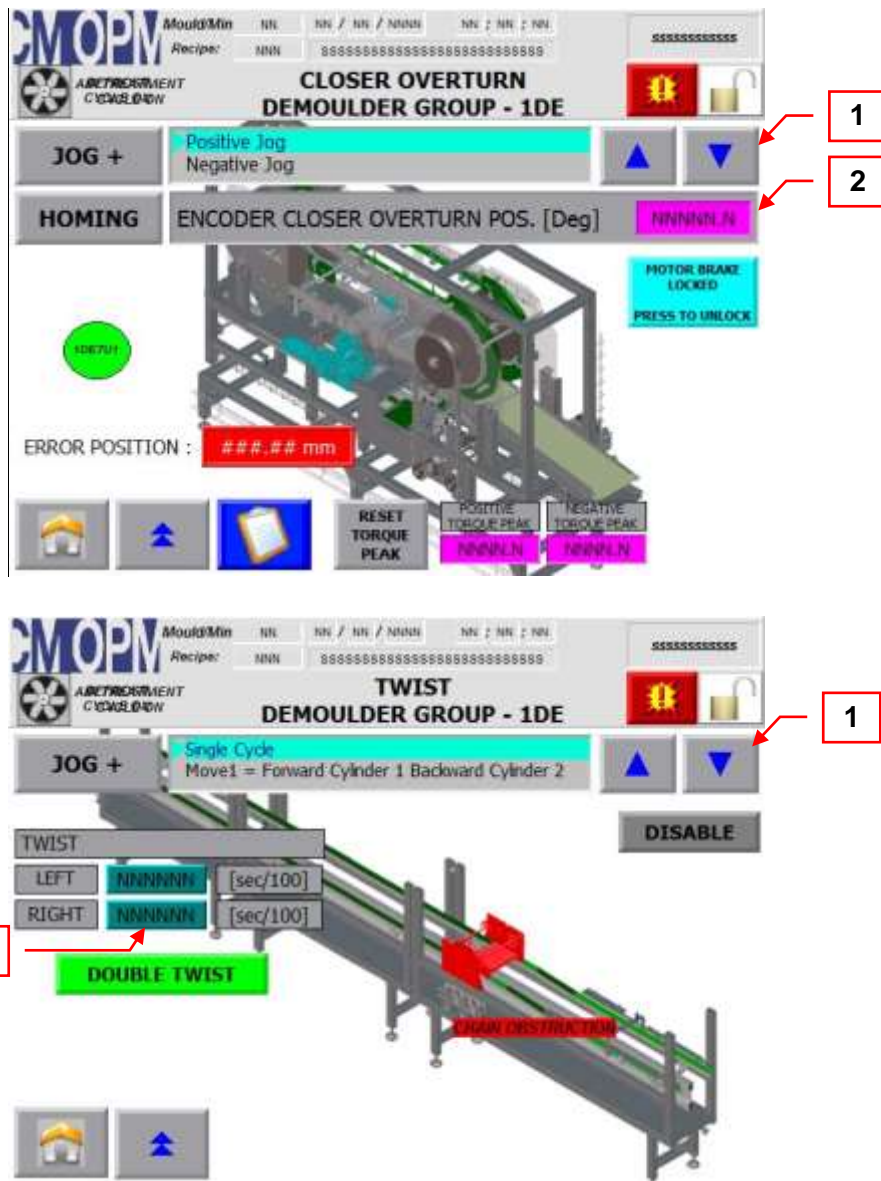 CMOPM Mould/Min NN NN / NN / NNNN NN : NN : NN
Recipe: NNN SSSSSSSSSSSSSSSSSSSSSSSSSSS SSSSSSSSSSSS
CLOSER OVERTURN
DEMOULDER GROUP - 1DE
1
JOG + Positive Jog
Negative Jog
2
HOMING ENCODER CLOSER OVERTURN POS. [Deg] NNNNN.N
MOTOR BRAKE
LOCKED
PRESS TO UNLOCK
1DE7U1
ERROR POSITION : ###.## mm
RESET
TORQUE
PEAK
POSITIVE
TORQUE PEAK
NNNN.N
NEGATIVE
TORQUE PEAK
NNNN.N
CMOPM Mould/Min NN NN / NN / NNNN NN : NN : NN
Recipe: NNN SSSSSSSSSSSSSSSSSSSSSSSSSSS SSSSSSSSSSSS
TWIST
DEMOULDER GROUP - 1DE
1
JOG + Single Cycle
Move1 = Forward Cylinder 1 Backward Cylinder 2
DISABLE
TWIST
LEFT NNNNNN [sec/100]
RIGHT NNNNNN [sec/100]
DOUBLE TWIST
CHAIN OBSTRUCTION